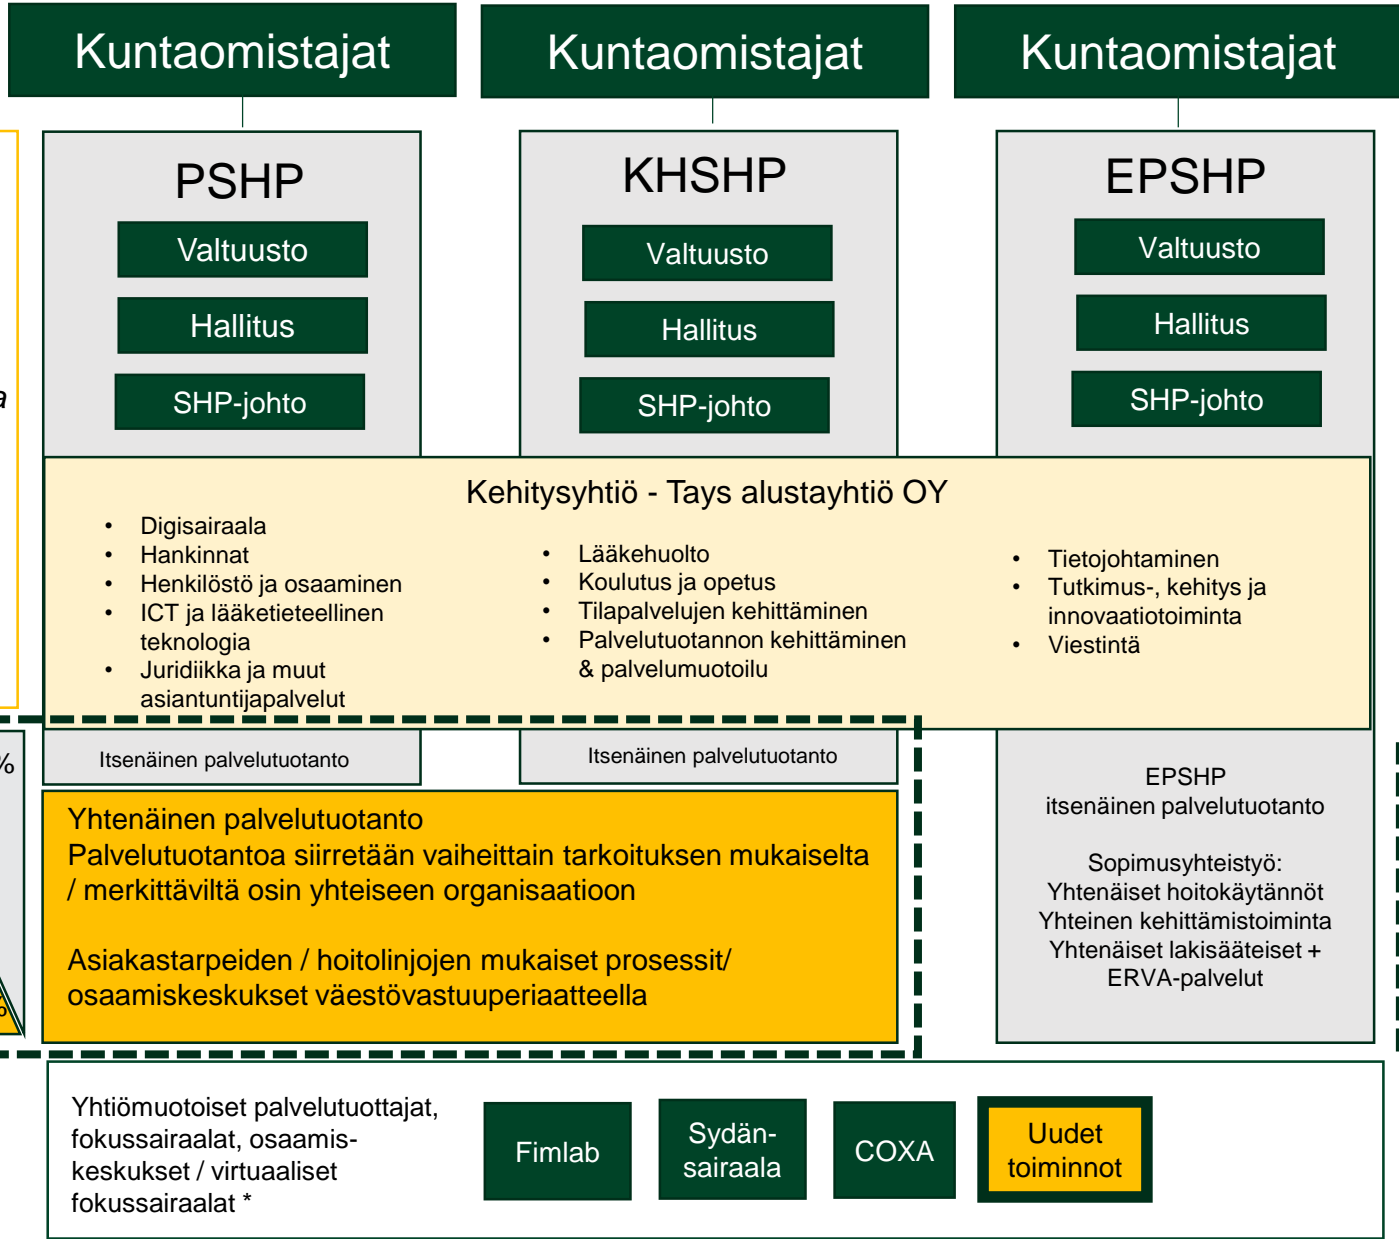 Kuntaomistajat
Kuntaomistajat
Kuntaomistajat
PSHP
Valtuusto
Hallitus
SHP-johto
KHSHP
Valtuusto
Hallitus
SHP-johto
EPSHP
Valtuusto
Hallitus
SHP-johto
a
Kehitysyhtiö - Tays alustayhtiö OY
• Digisairaala
• Hankinnat
• Henkilöstö ja osaaminen
• ICT ja lääketieteellinen
teknologia
• Juridiikka ja muut
asiantuntijapalvelut
• Lääkehuolto
• Koulutus ja opetus
• Tilapalvelujen kehittäminen
• Palvelutuotannon kehittäminen
& palvelumuotoilu
• Tietojohtaminen
• Tutkimus-, kehitys ja
innovaatiotoiminta
• Viestintä
%
%
Itsenäinen palvelutuotanto
Itsenäinen palvelutuotanto
Yhtenäinen palvelutuotanto
Palvelutuotantoa siirretään vaiheittain tarkoituksen mukaiselta
/ merkittäviltä osin yhteiseen organisaatioon
Asiakastarpeiden / hoitolinjojen mukaiset prosessit/
osaamiskeskukset väestövastuuperiaatteella
EPSHP
itsenäinen palvelutuotanto
Sopimusyhteistyö:
Yhtenäiset hoitokäytännöt
Yhteinen kehittämistoiminta
Yhtenäiset lakisääteiset +
ERVA-palvelut
Yhtiömuotoiset palvelutuottajat,
fokussairaalat, osaamis-
keskukset / virtuaaliset
fokussairaalat *
Fimlab
Sydän-
sairaala
COXA
Uudet
toiminnot